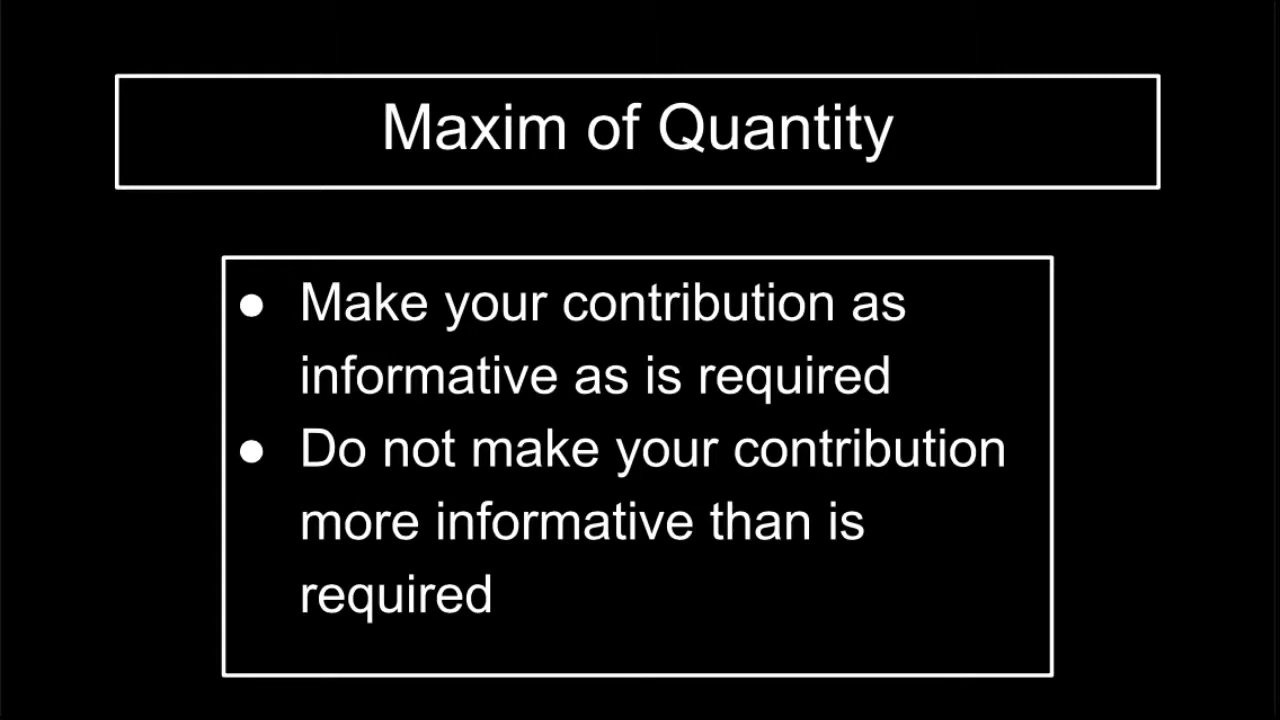 Maxim of Quantity
● Make your contribution as
informative as is required
● Do not make your contribution
more informative than is
required